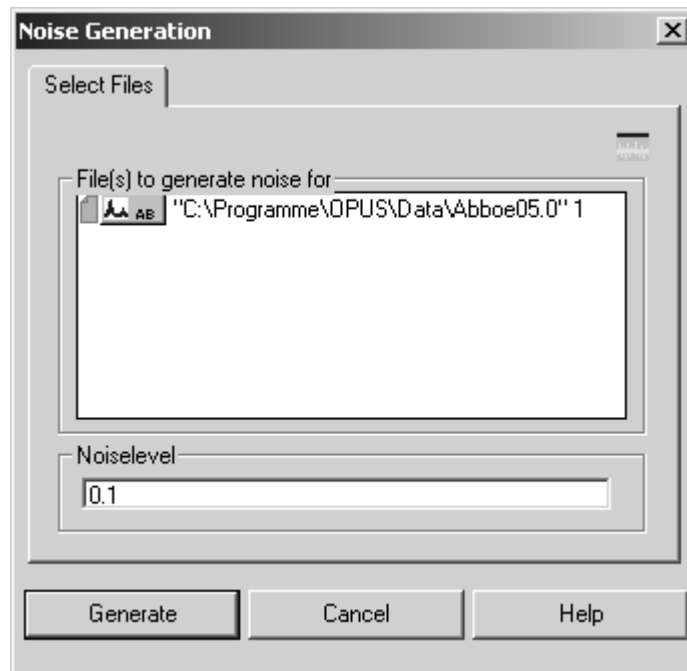 Noise Generation
Select Files
File(s) to generate noise for
AB "C:\Programme\OPUS\Data\Abboe05.0" 1
Noiselevel
0.1
Generate Cancel Help